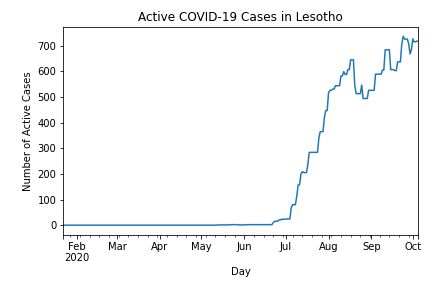 Active COVID-19 Cases in Lesotho
Number of Active Cases
700
600
500
400
300
200
100
0
Feb Mar Apr May Jun Jul Aug Sep Oct
2020
Day